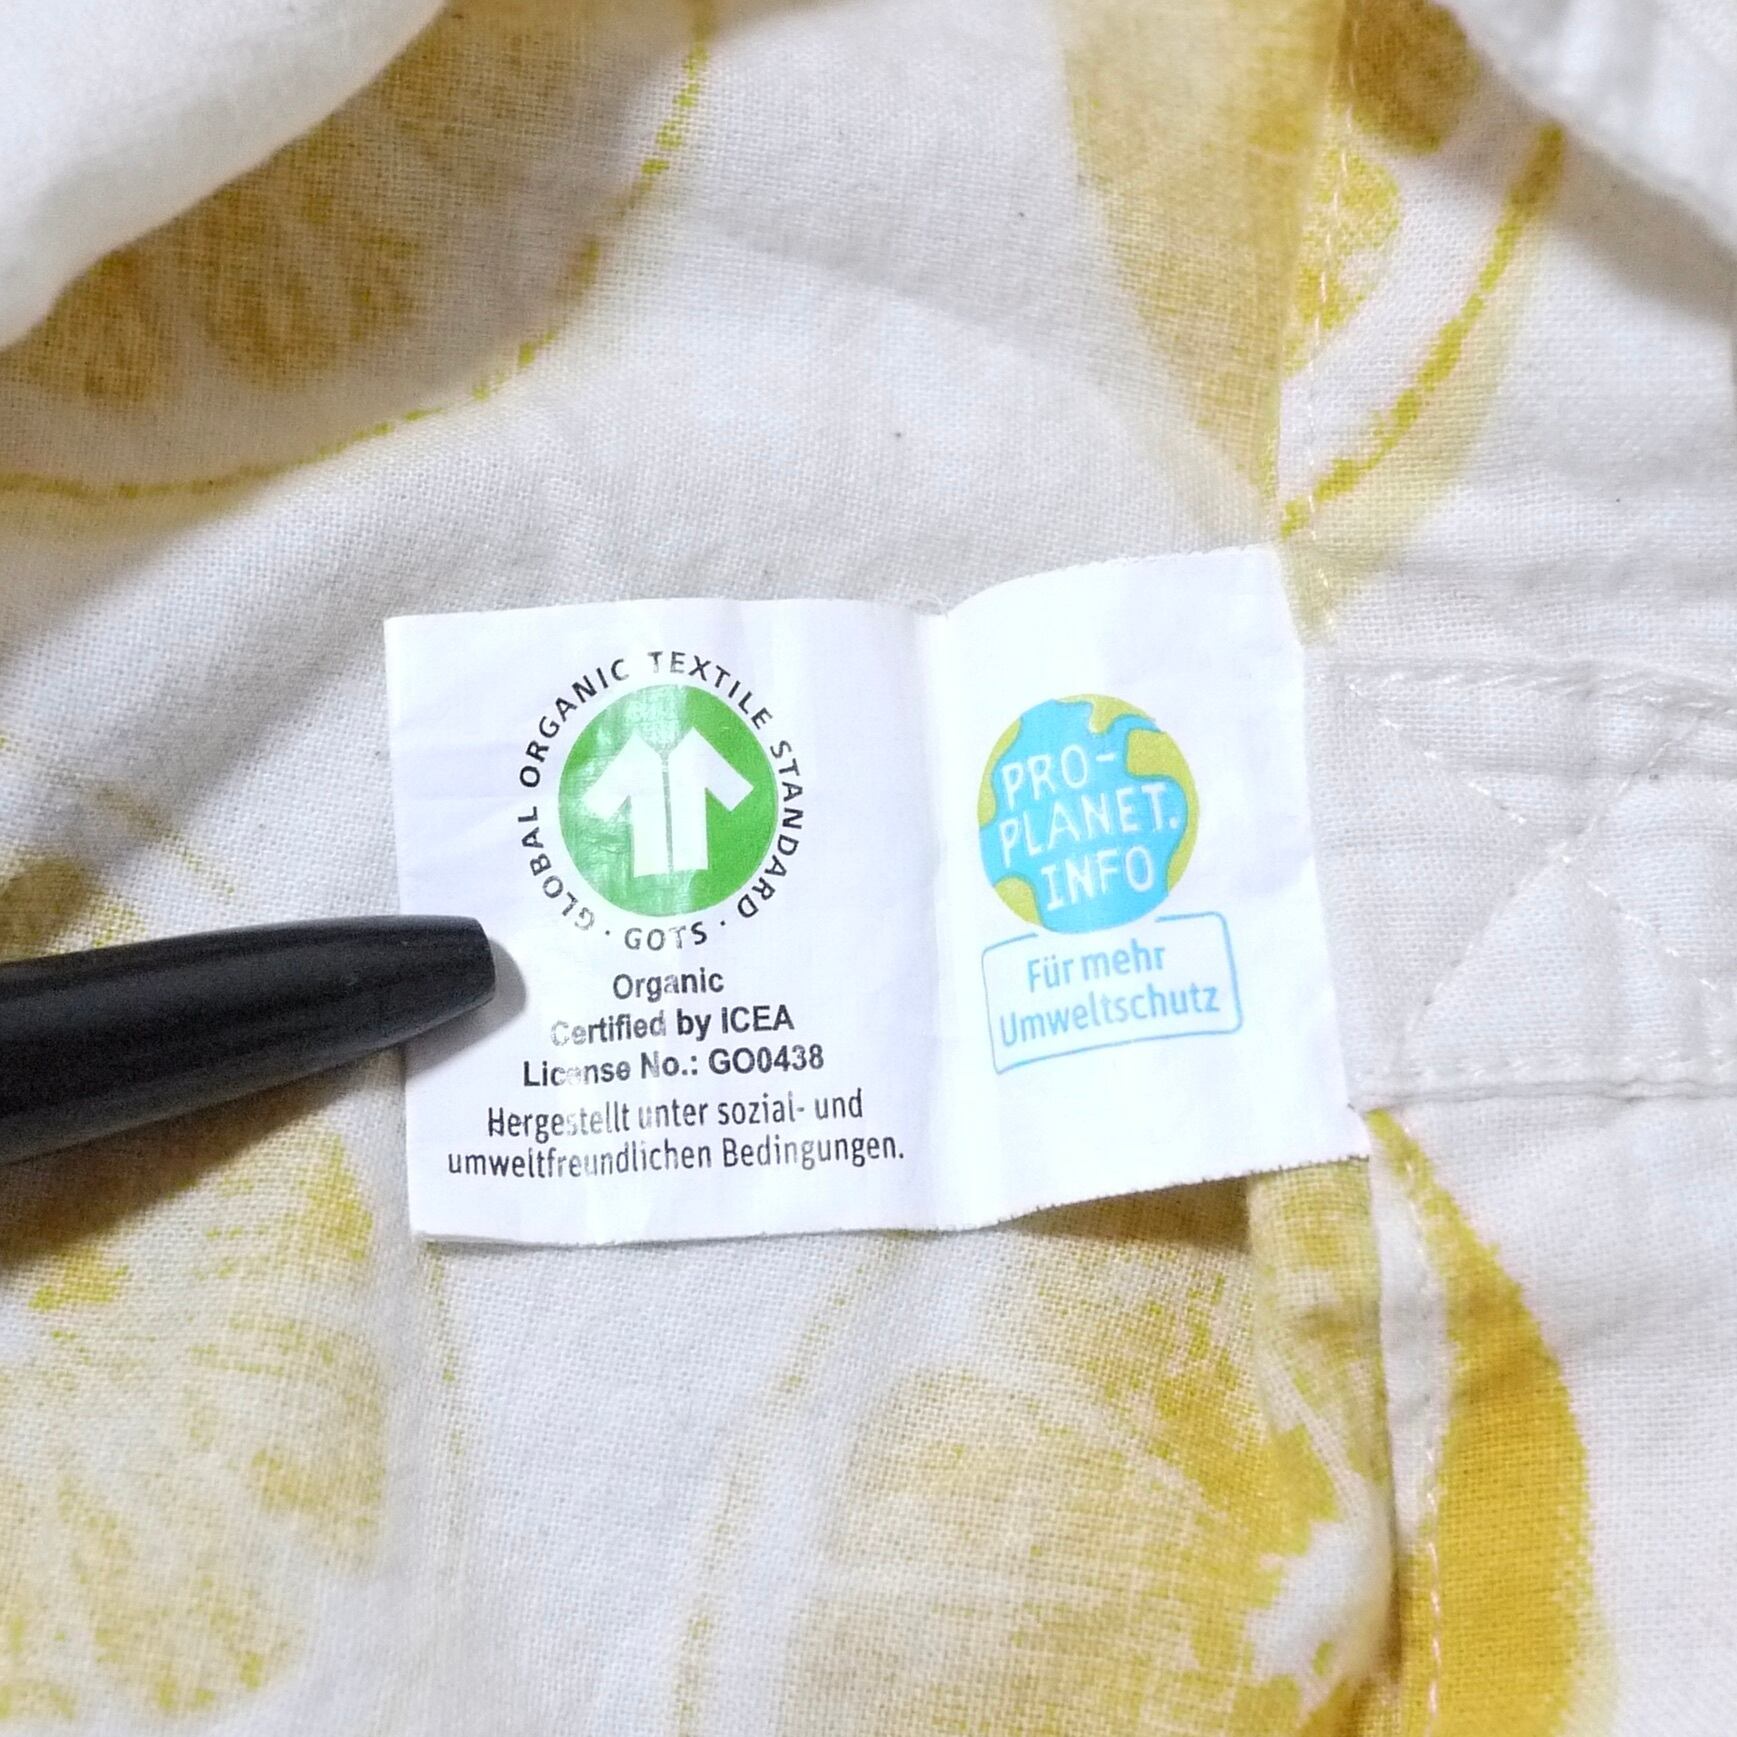 GLOBAL ORGANIC TEXTILE STANDARD · GOTS ·
Organic
Certified by ICEA
License No.: GO0438
Hergestellt unter sozial- und
umweltfreundlichen Bedingungen.
PRO-
PLANET.
INFO
Für mehr
Umweltschutz